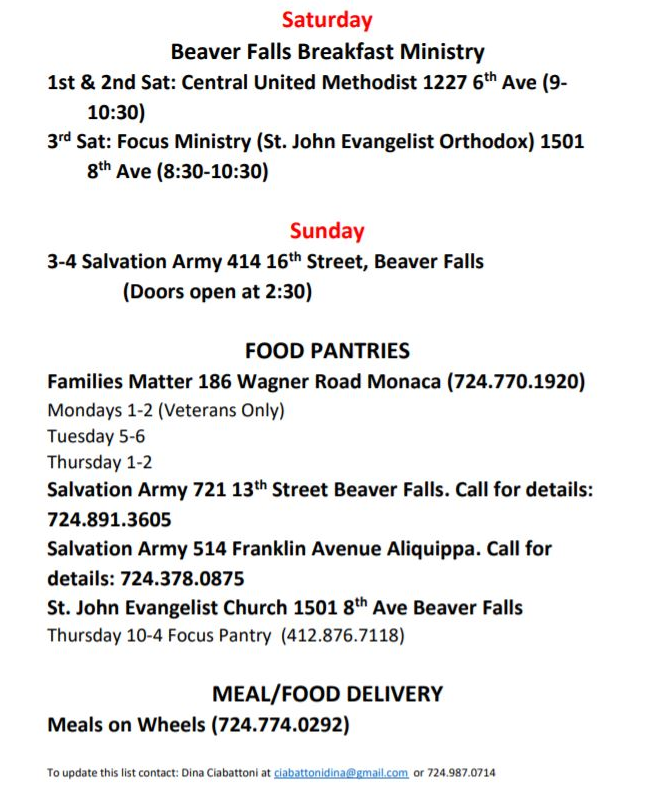 Saturday
Beaver Falls Breakfast Ministry
1st & 2nd Sat: Central United Methodist 1227 6th Ave (9-
10:30)
3rd Sat: Focus Ministry (St. John Evangelist Orthodox) 1501
8th Ave (8:30-10:30)
Sunday
3-4 Salvation Army 414 16th Street, Beaver Falls
(Doors open at 2:30)
FOOD PANTRIES
Families Matter 186 Wagner Road Monaca (724.770.1920)
Mondays 1-2 (Veterans Only)
Tuesday 5-6
Thursday 1-2
Salvation Army 721 13th Street Beaver Falls. Call for details:
724.891.3605
Salvation Army 514 Franklin Avenue Aliquippa. Call for
details: 724.378.0875
St. John Evangelist Church 1501 8th Ave Beaver Falls
Thursday 10-4 Focus Pantry  (412.876.7118)
MEAL/FOOD DELIVERY
Meals on Wheels (724.774.0292)
To update this list contact: Dina Ciabattoni at ciabattonidina@gmail.com  or 724.987.0714